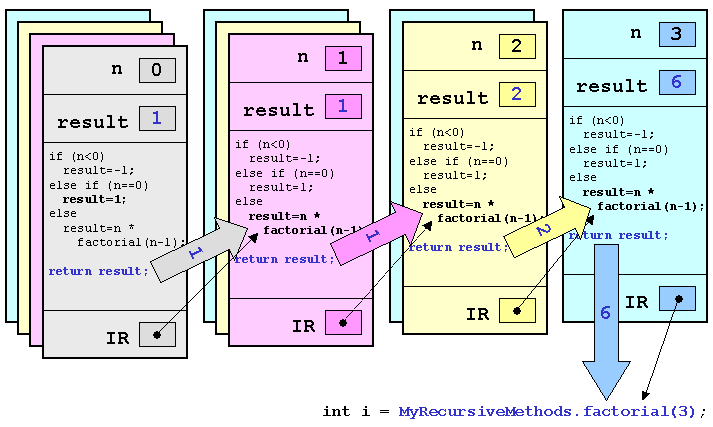 n 0
result 1
if (n<0)
result=-1;
else if (n==0)
result=1;
else
result=n *
factorial(n-1);
return result;
IR
1
n 1
result 1
if (n<0)
result=-1;
else if (n==0)
result=1;
else
result=n *
factorial(n-1);
return result;
IR
1
n 2
result 2
if (n<0)
result=-1;
else if (n==0)
result=1;
else
result=n *
factorial(n-1);
return result;
IR
2
n 3
result 6
if (n<0)
result=-1;
else if (n==0)
result=1;
else
result=n *
factorial(n-1);
return result;
IR
6
int i = MyRecursiveMethods.factorial(3);